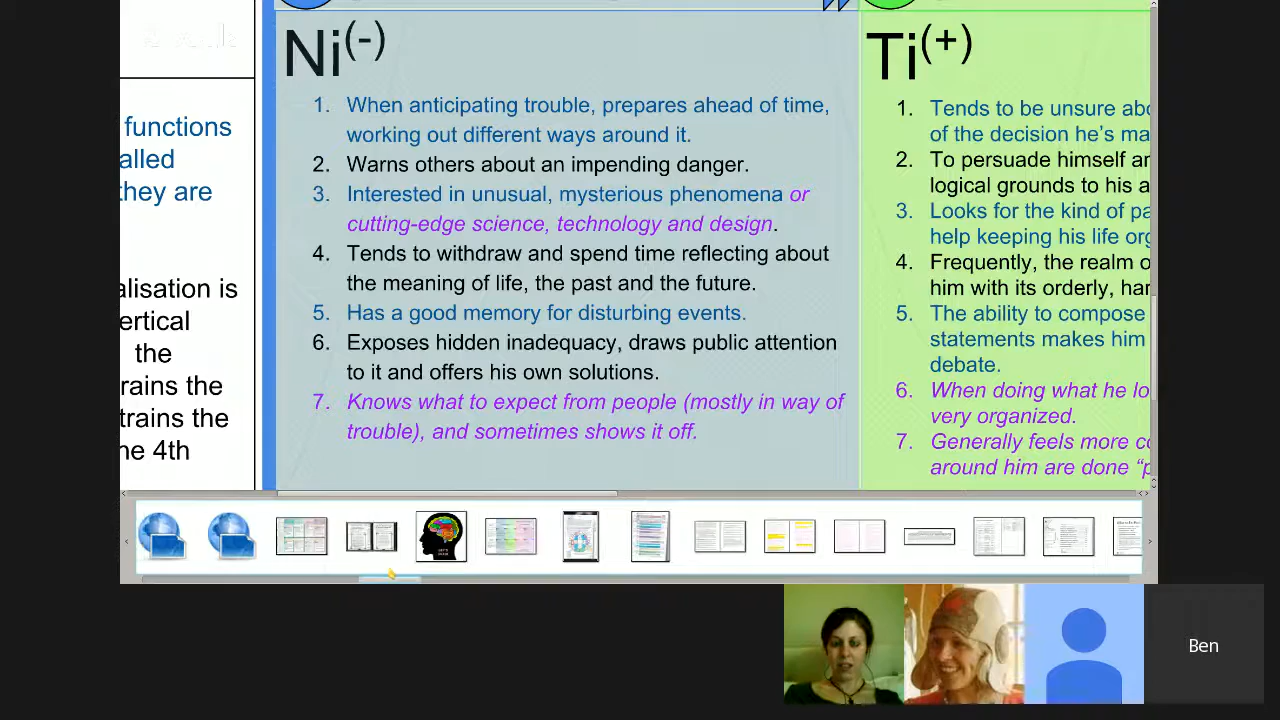 functions
alled
they are
alisation is
ertical
the
rains the
trains the
ne 4th
Ni(-)
1. When anticipating trouble, prepares ahead of time,
working out different ways around it.
2. Warns others about an impending danger.
3. Interested in unusual, mysterious phenomena or
cutting-edge science, technology and design.
4. Tends to withdraw and spend time reflecting about
the meaning of life, the past and the future.
5. Has a good memory for disturbing events.
6. Exposes hidden inadequacy, draws public attention
to it and offers his own solutions.
7. Knows what to expect from people (mostly in way of
trouble), and sometimes shows it off.
Ti(+)
1. Tends to be unsure abo
of the decision he's ma
2. To persuade himself an
logical grounds to his a
3. Looks for the kind of pa
help keeping his life org
4. Frequently, the realm o
him with its orderly, har
5. The ability to compose
statements makes him
debate.
6. When doing what he lo
very organized.
7. Generally feels more co
around him are done “p
Ben